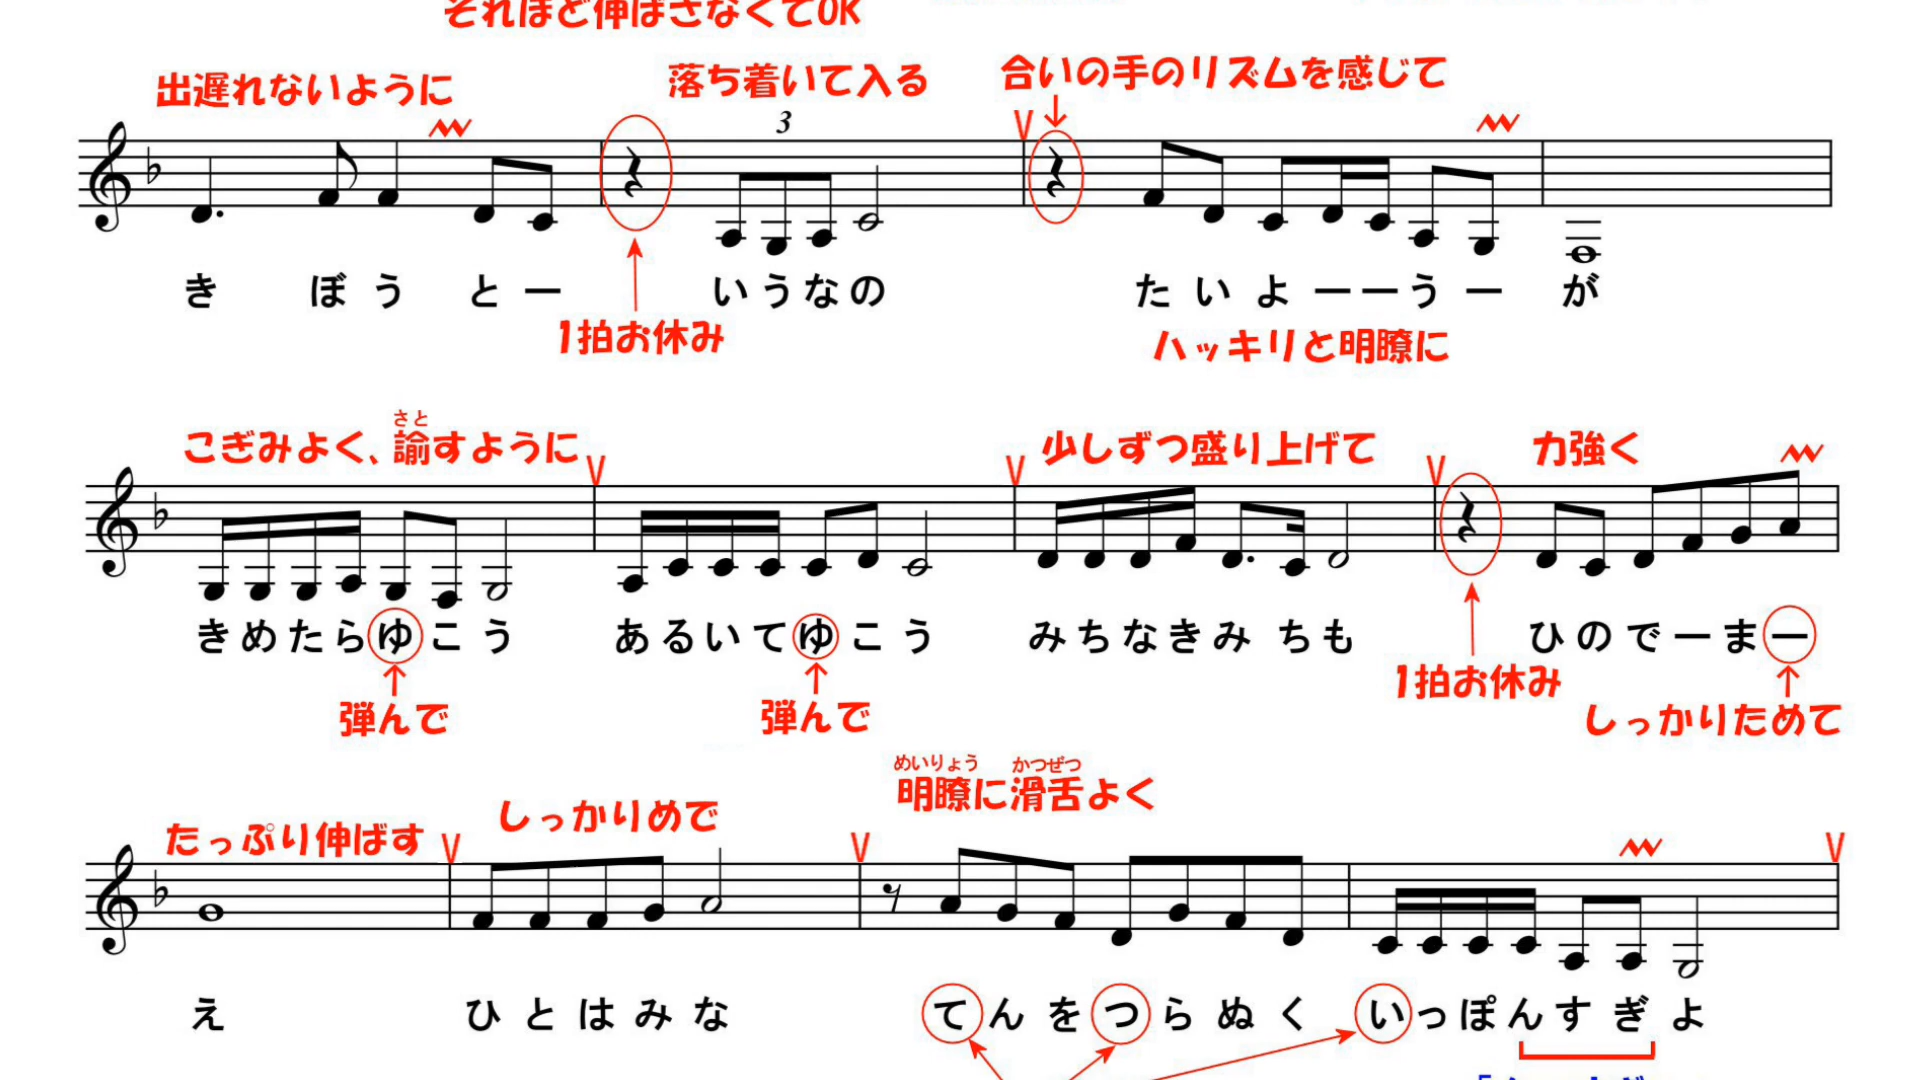 それほど伸ばさなくてOK
出遅れないように 落ち着いて入る 合いの手のリズムを感じて
3
きぼうとー いうなの たいよーーうー が
1拍お休み ハッキリと明瞭に
さと
こぎみよく、諭すように 少しずつ盛り上げて 力強く
きめたらゆこう あるいてゆこう みちなきみちも ひのでーまー
弾んで 弾んで 1拍お休み しっかりためて
めいりょう かつぜつ
たっぷり伸ばす しっかりめで 明瞭に滑舌よく
え ひとはみな てんをつらぬく いっぽんすぎよ